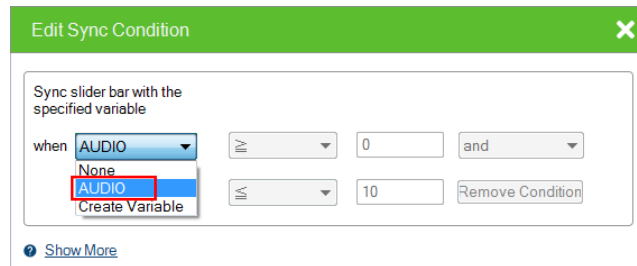 Edit Sync Condition
Sync slider bar with the
specified variable
when AUDIO ≧ 0 and
None
AUDIO ≦ 10 Remove Condition
Create Variable
Show More